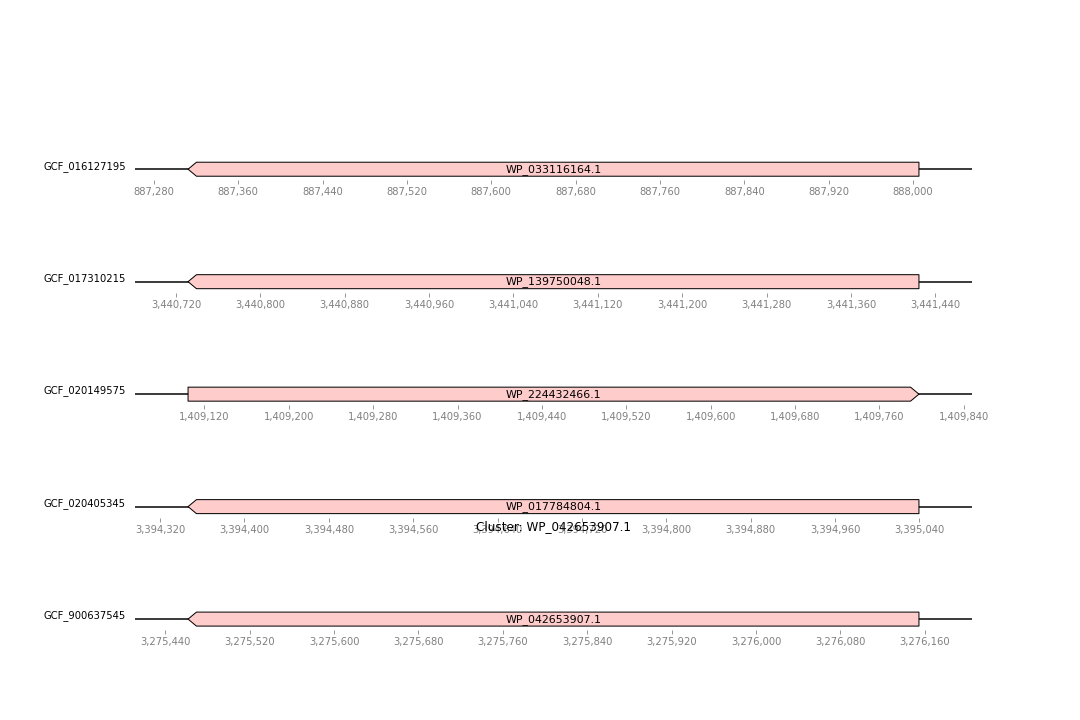 GCF_016127195 WP_033116164.1
887,280 887,360 887,440 887,520 887,600 887,680 887,760 887,840 887,920 888,000
GCF_017310215 WP_139750048.1
3,440,720 3,440,800 3,440,880 3,440,960 3,441,040 3,441,120 3,441,200 3,441,280 3,441,360 3,441,440
GCF_020149575 WP_224432466.1
1,409,120 1,409,200 1,409,280 1,409,360 1,409,440 1,409,520 1,409,600 1,409,680 1,409,760 1,409,840
GCF_020405345 WP_017784804.1
3,394,320 3,394,400 3,394,480 3,394,560 3,394,640 3,394,720 3,394,800 3,394,880 3,394,960 3,395,040
Cluster: WP_042653907.1
GCF_900637545 WP_042653907.1
3,275,440 3,275,520 3,275,600 3,275,680 3,275,760 3,275,840 3,275,920 3,276,000 3,276,080 3,276,160